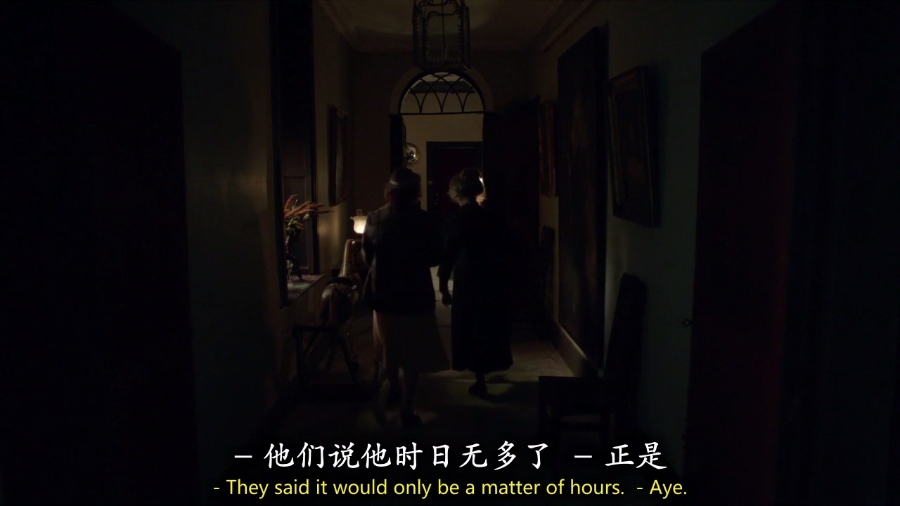 – 他们说他时日无多了 – 正是
- They said it would only be a matter of hours. - Aye.